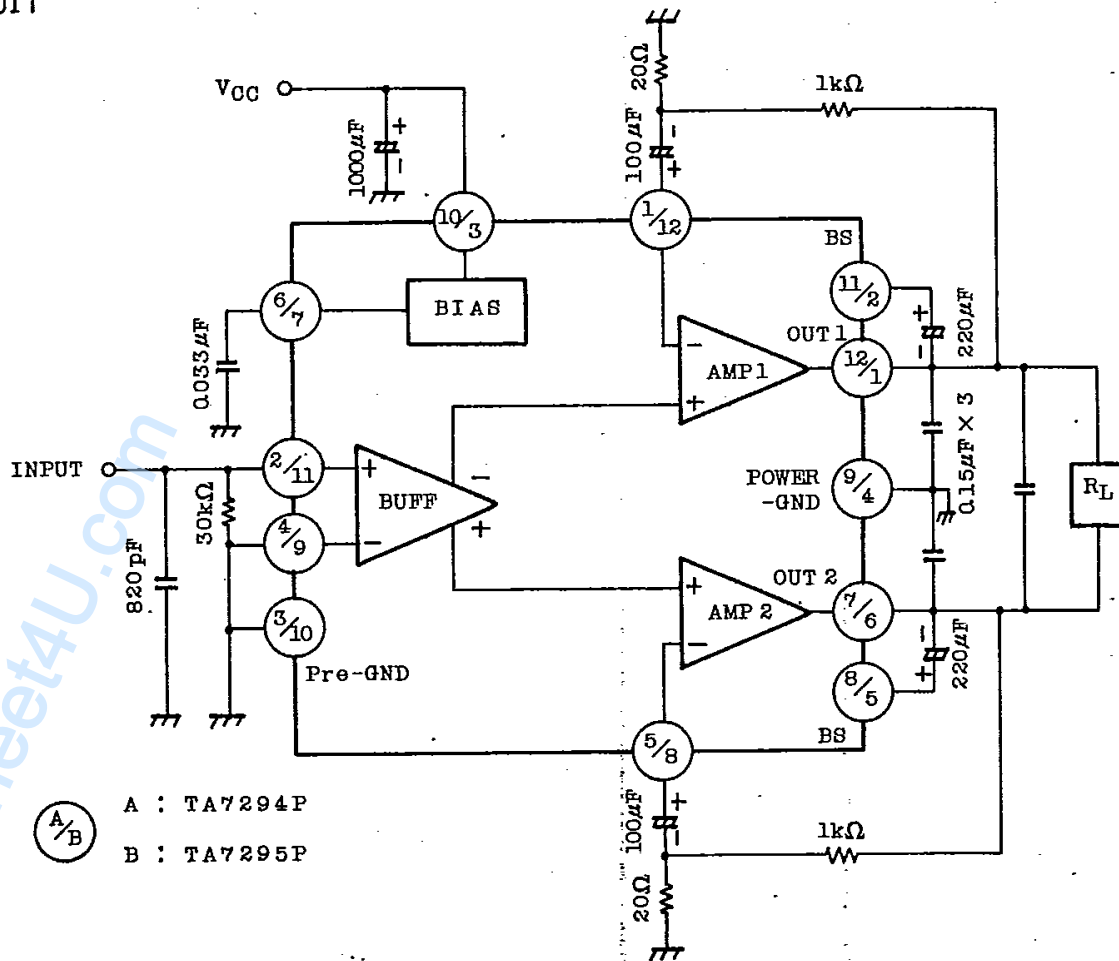 VCC
1000µF
+
-
20Ω
1kΩ
100µF
-
+
10/3
1/12
BS
11/2
+
-
220µF
6/7
BIAS
0.033µF
OUT 1
12/1
-
AMP1
+
0.15µF × 3
INPUT
2/11
+
-
BUFF
+
-
POWER
-GND
9/4
RL
30kΩ
4/9
820pF
3/10
Pre-GND
OUT 2
+
AMP 2
-
7/6
-
220µF
+
8/5
BS
5/8
100µF
+
-
1kΩ
20Ω
A/B
A : TA7294P
B : TA7295P
neet4U.com